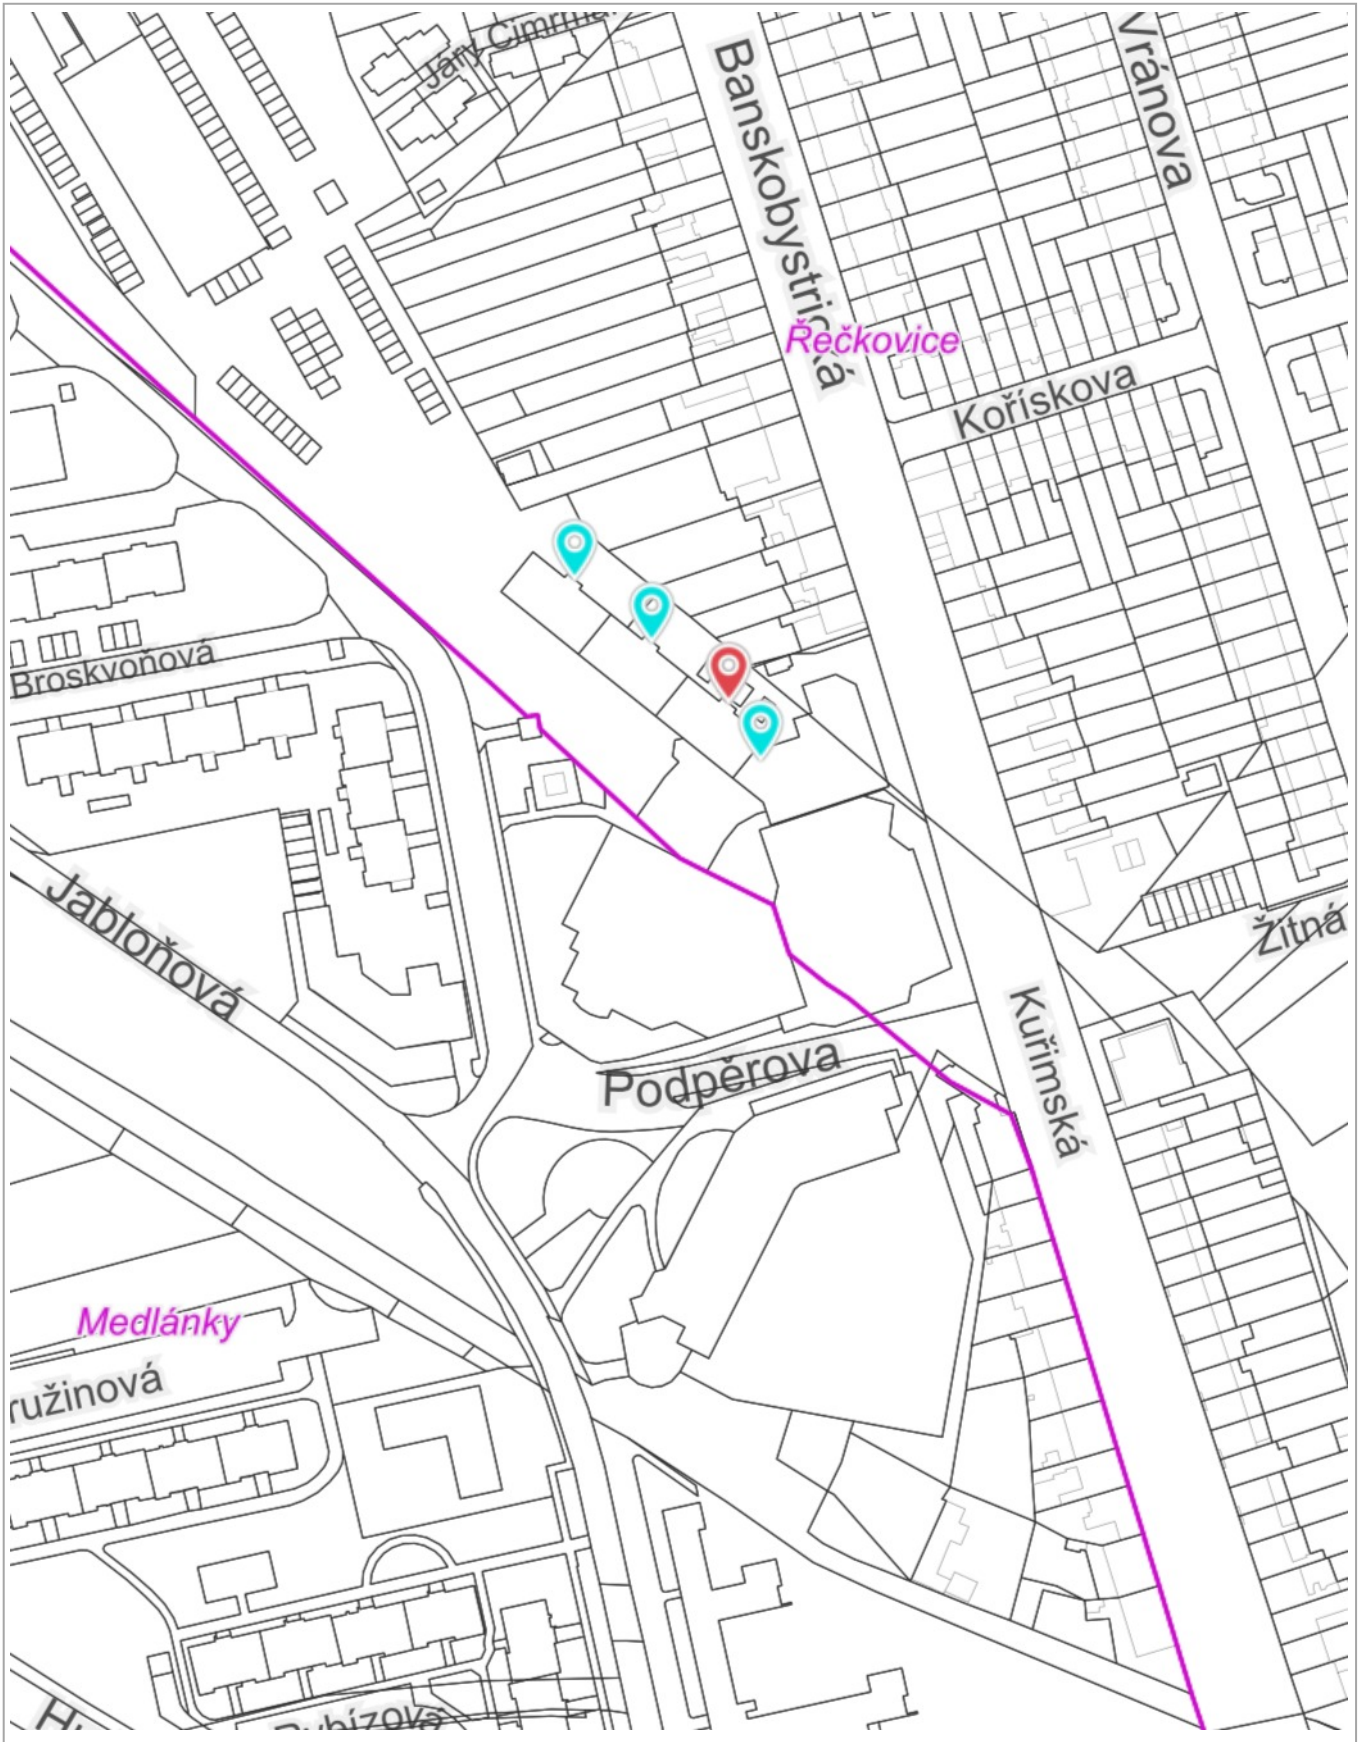 Banskobystrická
Vránova
Řečkovice
Kořískova
Broskvoňová
Jabloňová
Žitná
Kuřimská
Podpěrova
Medlánky